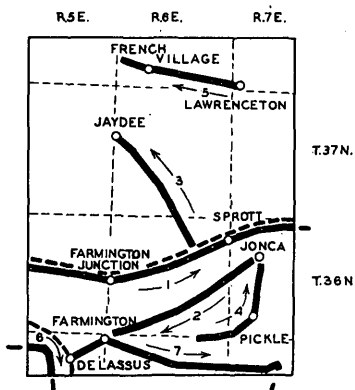 R.5E. R.6E. R.7E.
FRENCH
VILLAGE
5
LAWRENCETON
JAYDEE
T.37N.
3
SPROTT
FARMINGTON
JUNCTION
JONCA
1
T.36N
2
4
FARMINGTON
6
7
PICKLE
DELASSUS